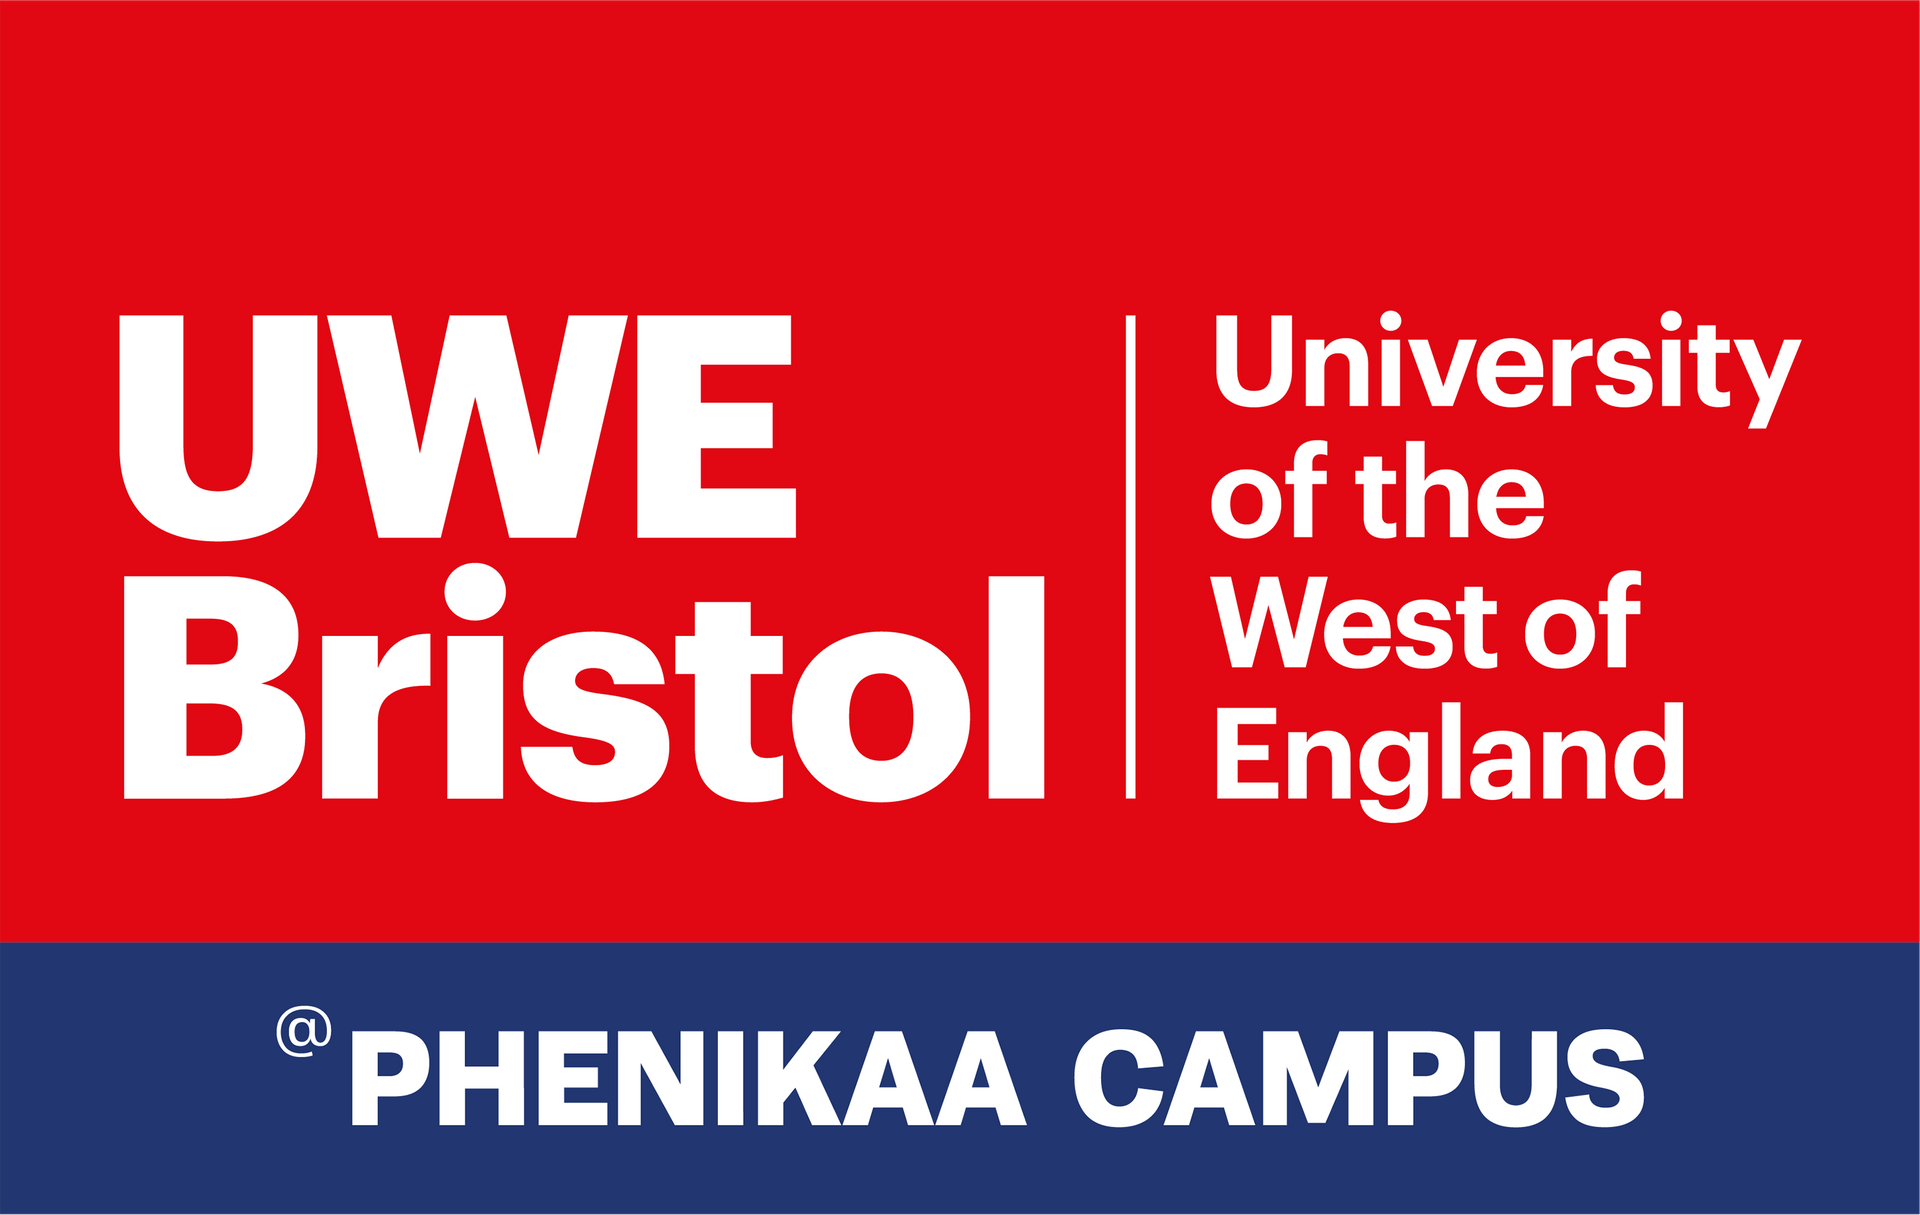 UWE
Bristol
University
of the
West of
England
@ PHENIKAA CAMPUS